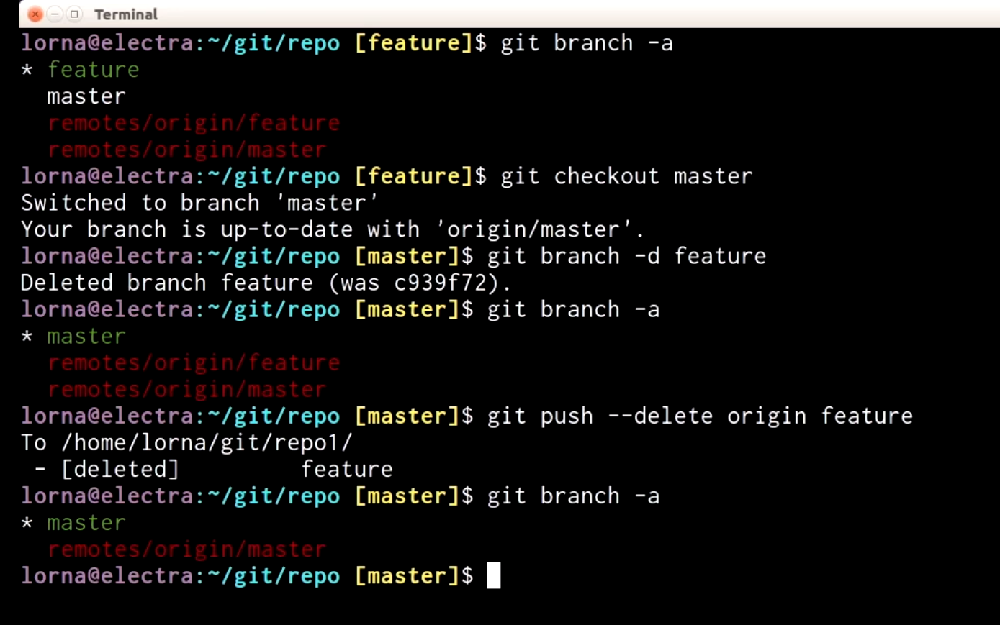 Terminal
lorna@electra:~/git/repo [feature]$ git branch -a
* feature
  master
  remotes/origin/feature
  remotes/origin/master
lorna@electra:~/git/repo [feature]$ git checkout master
Switched to branch 'master'
Your branch is up-to-date with 'origin/master'.
lorna@electra:~/git/repo [master]$ git branch -d feature
Deleted branch feature (was c939f72).
lorna@electra:~/git/repo [master]$ git branch -a
* master
  remotes/origin/feature
  remotes/origin/master
lorna@electra:~/git/repo [master]$ git push --delete origin feature
To /home/lorna/git/repo1/
 - [deleted]         feature
lorna@electra:~/git/repo [master]$ git branch -a
* master
  remotes/origin/master
lorna@electra:~/git/repo [master]$